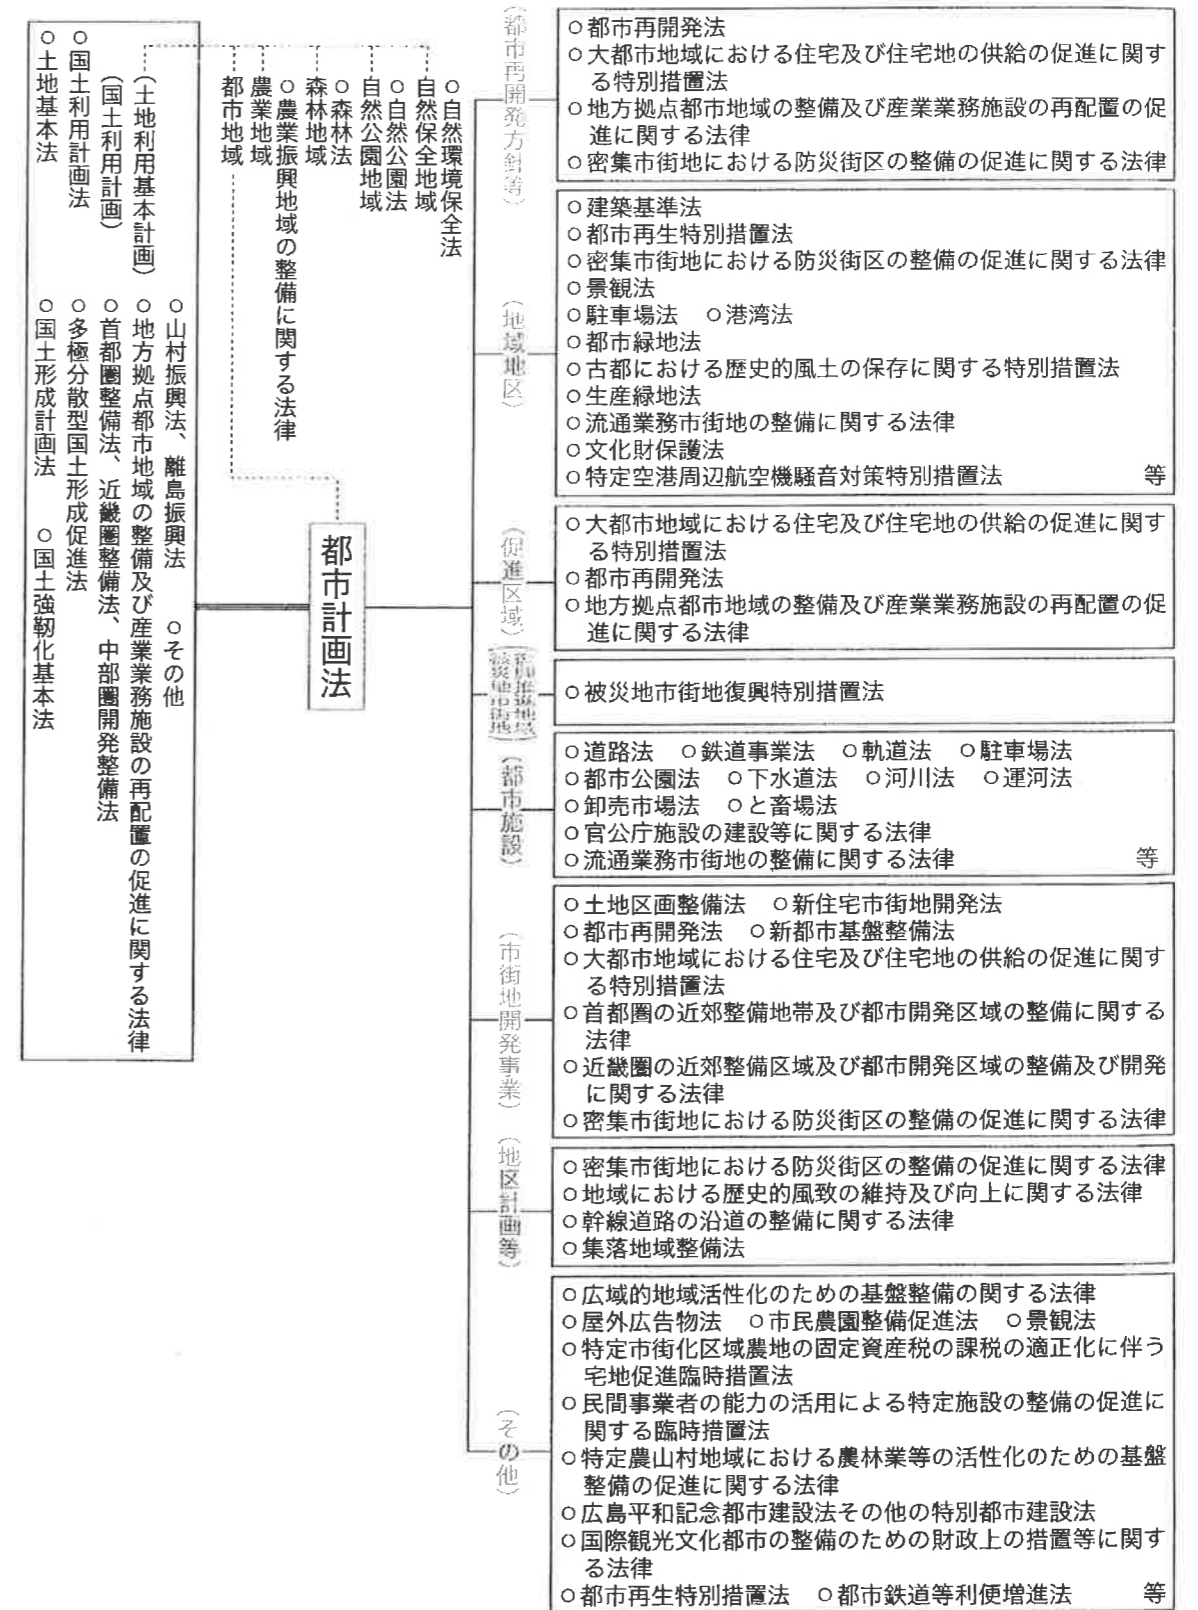 ○土地基本法
○国土利用計画法
(国土利用計画)
(土地利用基本計画)
○国土形成計画法 ○国土強靱化基本法
○多極分散型国土形成促進法
○首都圏整備法、近畿圏整備法、中部圏開発整備法
○地方拠点都市地域の整備及び産業業務施設の再配置の促進に関する法律
○山村振興法、離島振興法 ○その他
都市地域
農業地域
○農業振興地域の整備に関する法律
森林地域
○森林法
自然公園地域
○自然公園法
自然保全地域
○自然環境保全法
都市計画法
(都市再開発方針等)
○都市再開発法
○大都市地域における住宅及び住宅地の供給の促進に関す
る特別措置法
○地方拠点都市地域の整備及び産業業務施設の再配置の促
進に関する法律
○密集市街地における防災街区の整備の促進に関する法律
(地域地区)
○建築基準法
○都市再生特別措置法
○密集市街地における防災街区の整備の促進に関する法律
○景観法
○駐車場法 ○港湾法
○都市緑地法
○古都における歴史的風土の保存に関する特別措置法
○生産緑地法
○流通業務市街地の整備に関する法律
○文化財保護法
○特定空港周辺航空機騒音対策特別措置法 等
(促進区域)
○大都市地域における住宅及び住宅地の供給の促進に関す
る特別措置法
○都市再開発法
○地方拠点都市地域の整備及び産業業務施設の再配置の促
進に関する法律
(被災地市街地
復興推進地域)
○被災地市街地復興特別措置法
(都市施設)
○道路法 ○鉄道事業法 ○軌道法 ○駐車場法
○都市公園法 ○下水道法 ○河川法 ○運河法
○卸売市場法 ○と畜場法
○官公庁施設の建設等に関する法律
○流通業務市街地の整備に関する法律 等
(市街地開発事業)
○土地区画整備法 ○新住宅市街地開発法
○都市再開発法 ○新都市基盤整備法
○大都市地域における住宅及び住宅地の供給の促進に関す
る特別措置法
○首都圏の近郊整備地帯及び都市開発区域の整備に関する
法律
○近畿圏の近郊整備区域及び都市開発区域の整備及び開発
に関する法律
○密集市街地における防災街区の整備の促進に関する法律
(地区計画等)
○密集市街地における防災街区の整備の促進に関する法律
○地域における歴史的風致の維持及び向上に関する法律
○幹線道路の沿道の整備に関する法律
○集落地域整備法
(その他)
○広域的地域活性化のための基盤整備の関する法律
○屋外広告物法 ○市民農園整備促進法 ○景観法
○特定市街化区域農地の固定資産税の課税の適正化に伴う
宅地促進臨時措置法
○民間事業者の能力の活用による特定施設の整備の促進に
関する臨時措置法
○特定農山村地域における農林業等の活性化のための基盤
整備の促進に関する法律
○広島平和記念都市建設法その他の特別都市建設法
○国際観光文化都市の整備のための財政上の措置等に関す
る法律
○都市再生特別措置法 ○都市鉄道等利便増進法 等